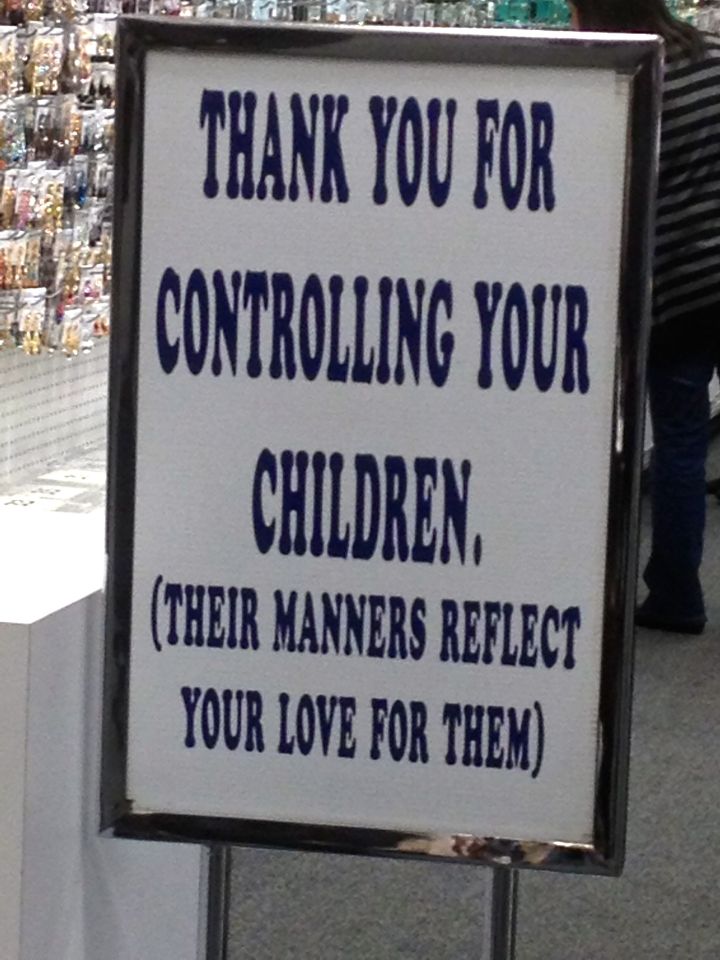 THANK YOU FOR
CONTROLLING YOUR
CHILDREN.
(THEIR MANNERS REFLECT
YOUR LOVE FOR THEM)